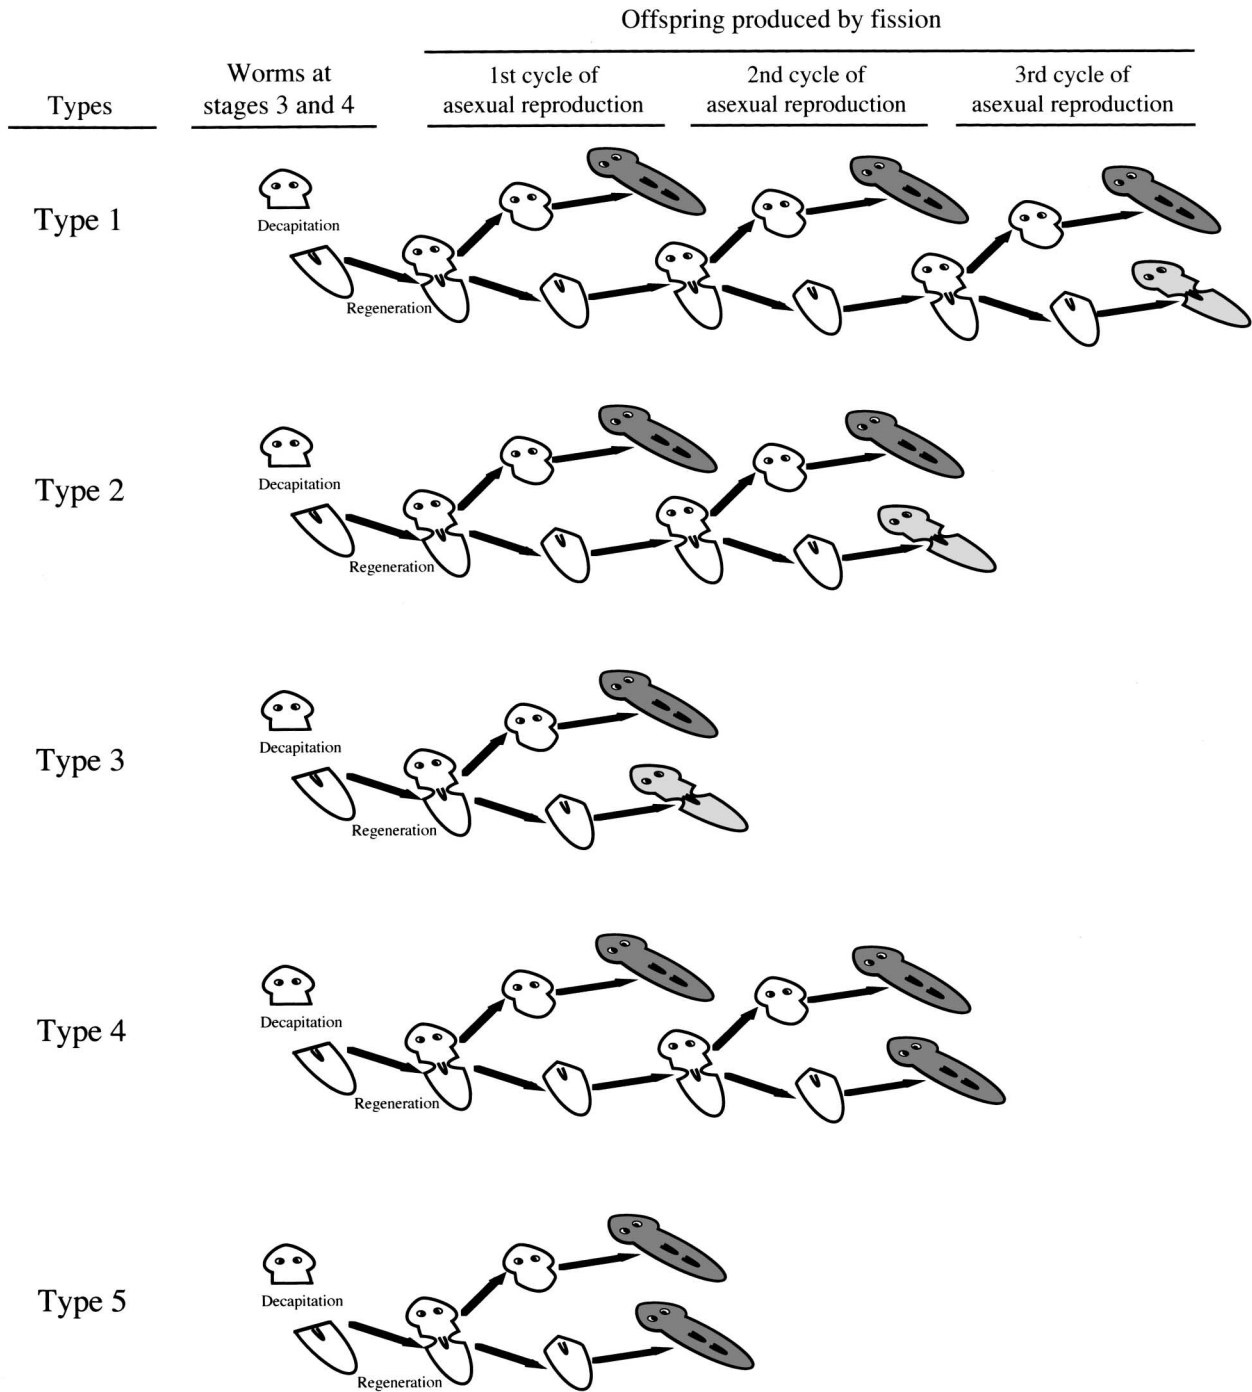 Offspring produced by fission
Types
Worms at
stages 3 and 4
1st cycle of
asexual reproduction
2nd cycle of
asexual reproduction
3rd cycle of
asexual reproduction
Type 1
Decapitation
Regeneration
Type 2
Decapitation
Regeneration
Type 3
Decapitation
Regeneration
Type 4
Decapitation
Regeneration
Type 5
Decapitation
Regeneration